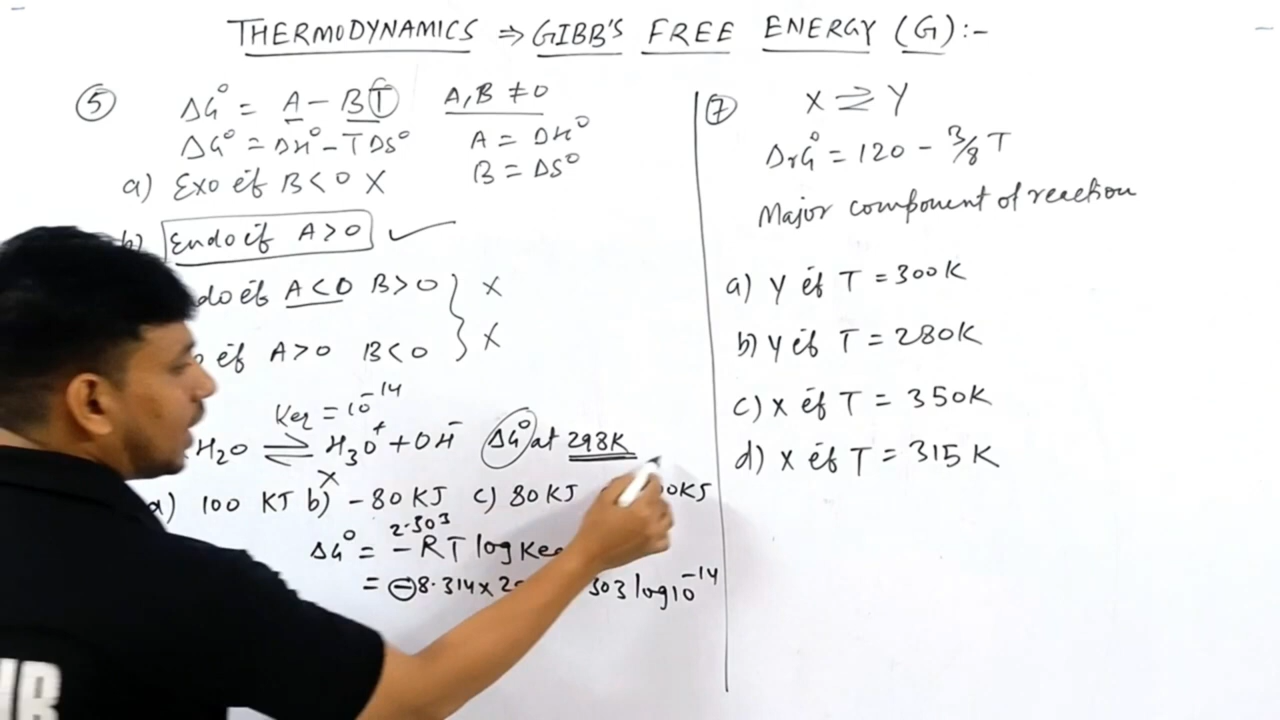 THERMODYNAMICS ⇒ GIBB'S FREE ENERGY (G):-
⑤ ΔG° = A - BT A, B ≠ 0
ΔG° = ΔH° - TΔS° A = ΔH°
B = ΔS°
a) Exo if B < 0 X
b) Endo if A > 0 ✓
do if A < 0 B > 0 } X
if A > 0 B < 0 X
Keq = 10⁻¹⁴
H₂O ⇌ H₃O⁺ + OH⁻ ΔG° at 298K
X
a) 100 KJ b) - 80 KJ c) 80 KJ
2.303
ΔG° = - RT log Keq
= - 8.314 x 2 303 log 10⁻¹⁴
⑦ X ⇌ Y
ΔrG° = 120 - 3/8 T
Major component of reaction
a) Y if T = 300 K
b) Y if T = 280K
c) X if T = 350K
d) X if T = 315 K